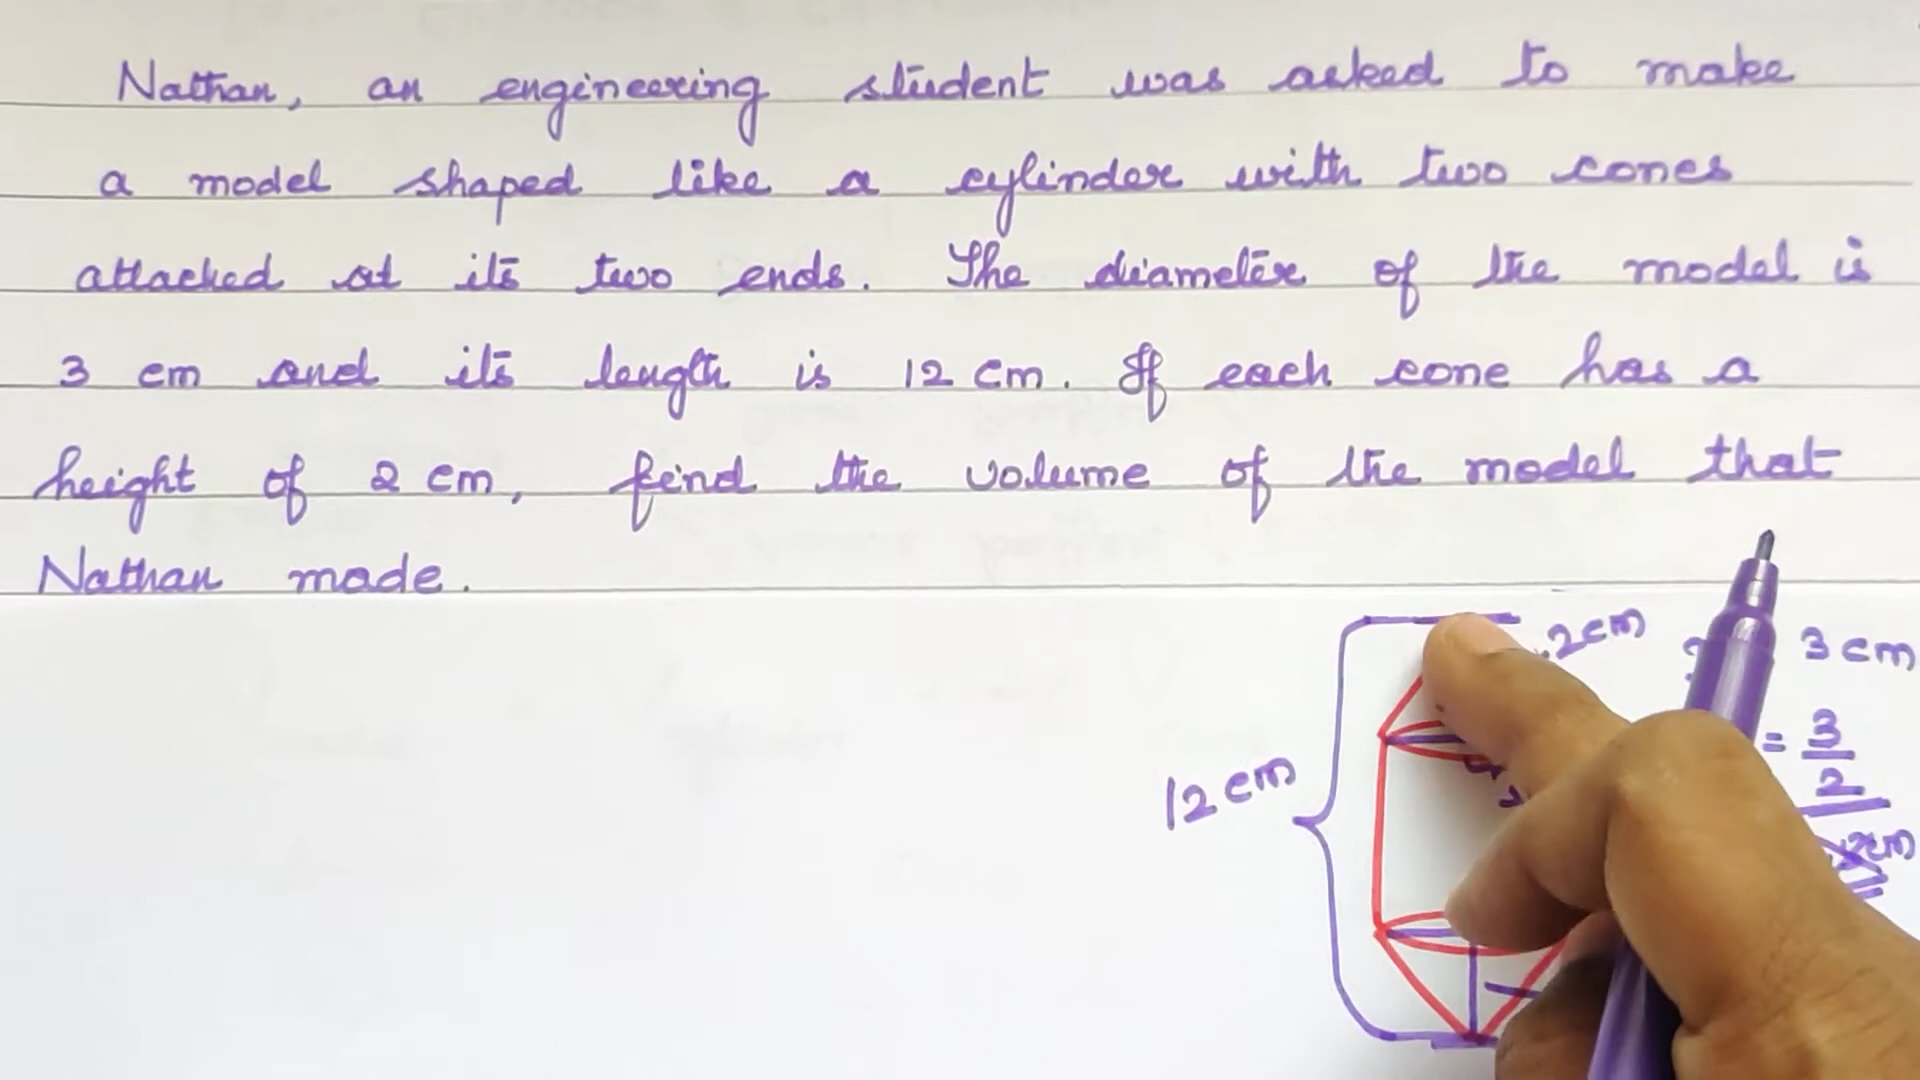 Nathan, an engineering student was asked to make
a model shaped like a cylinder with two cones
attached at its two ends. The diameter of the model is
3 cm and its length is 12 cm. If each cone has a
height of 2 cm, find the volume of the model that
Nathan made.
2cm
3 cm
= 3/2
12 cm